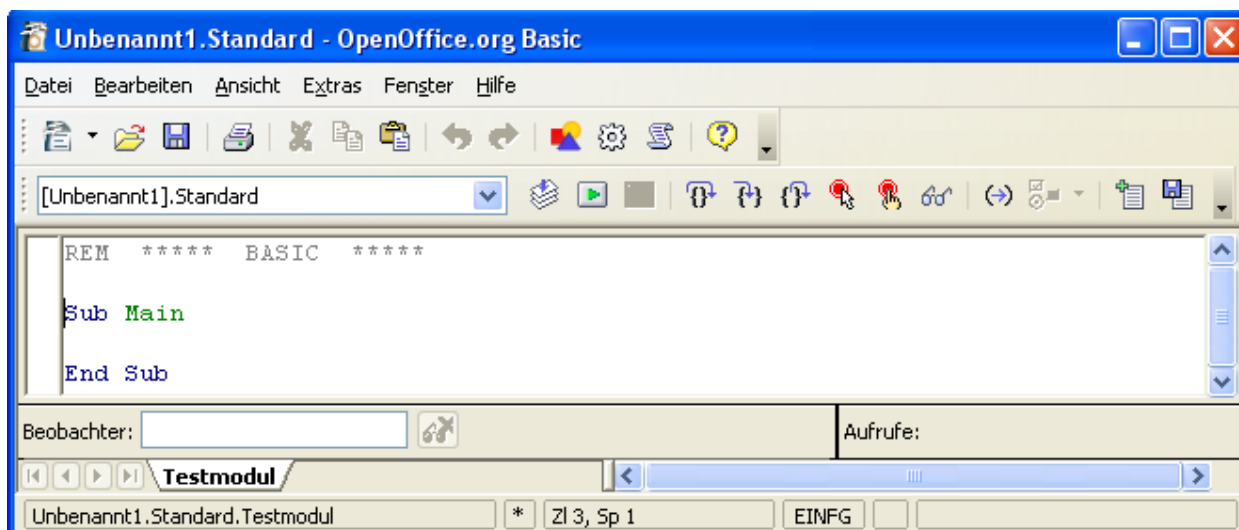 Unbenannt1.Standard - OpenOffice.org Basic
Datei Bearbeiten Ansicht Extras Fenster Hilfe
[Unbenannt1].Standard
REM ***** BASIC *****
Sub Main
End Sub
Beobachter: Aufrufe:
Testmodul
Unbenannt1.Standard.Testmodul * Zl 3, Sp 1 EINFG